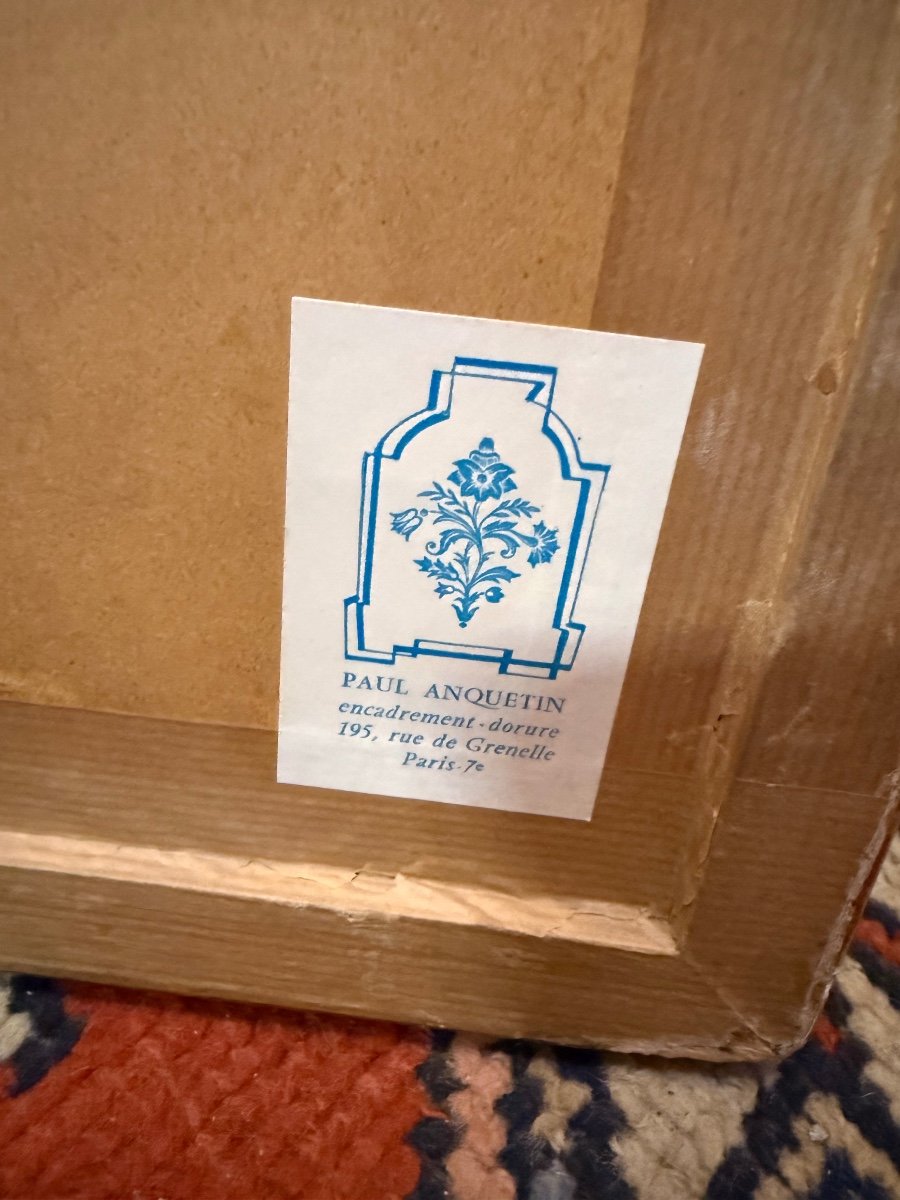 PAUL ANQUETIN
encadrement-dorure
195, rue de Grenelle
Paris-7e